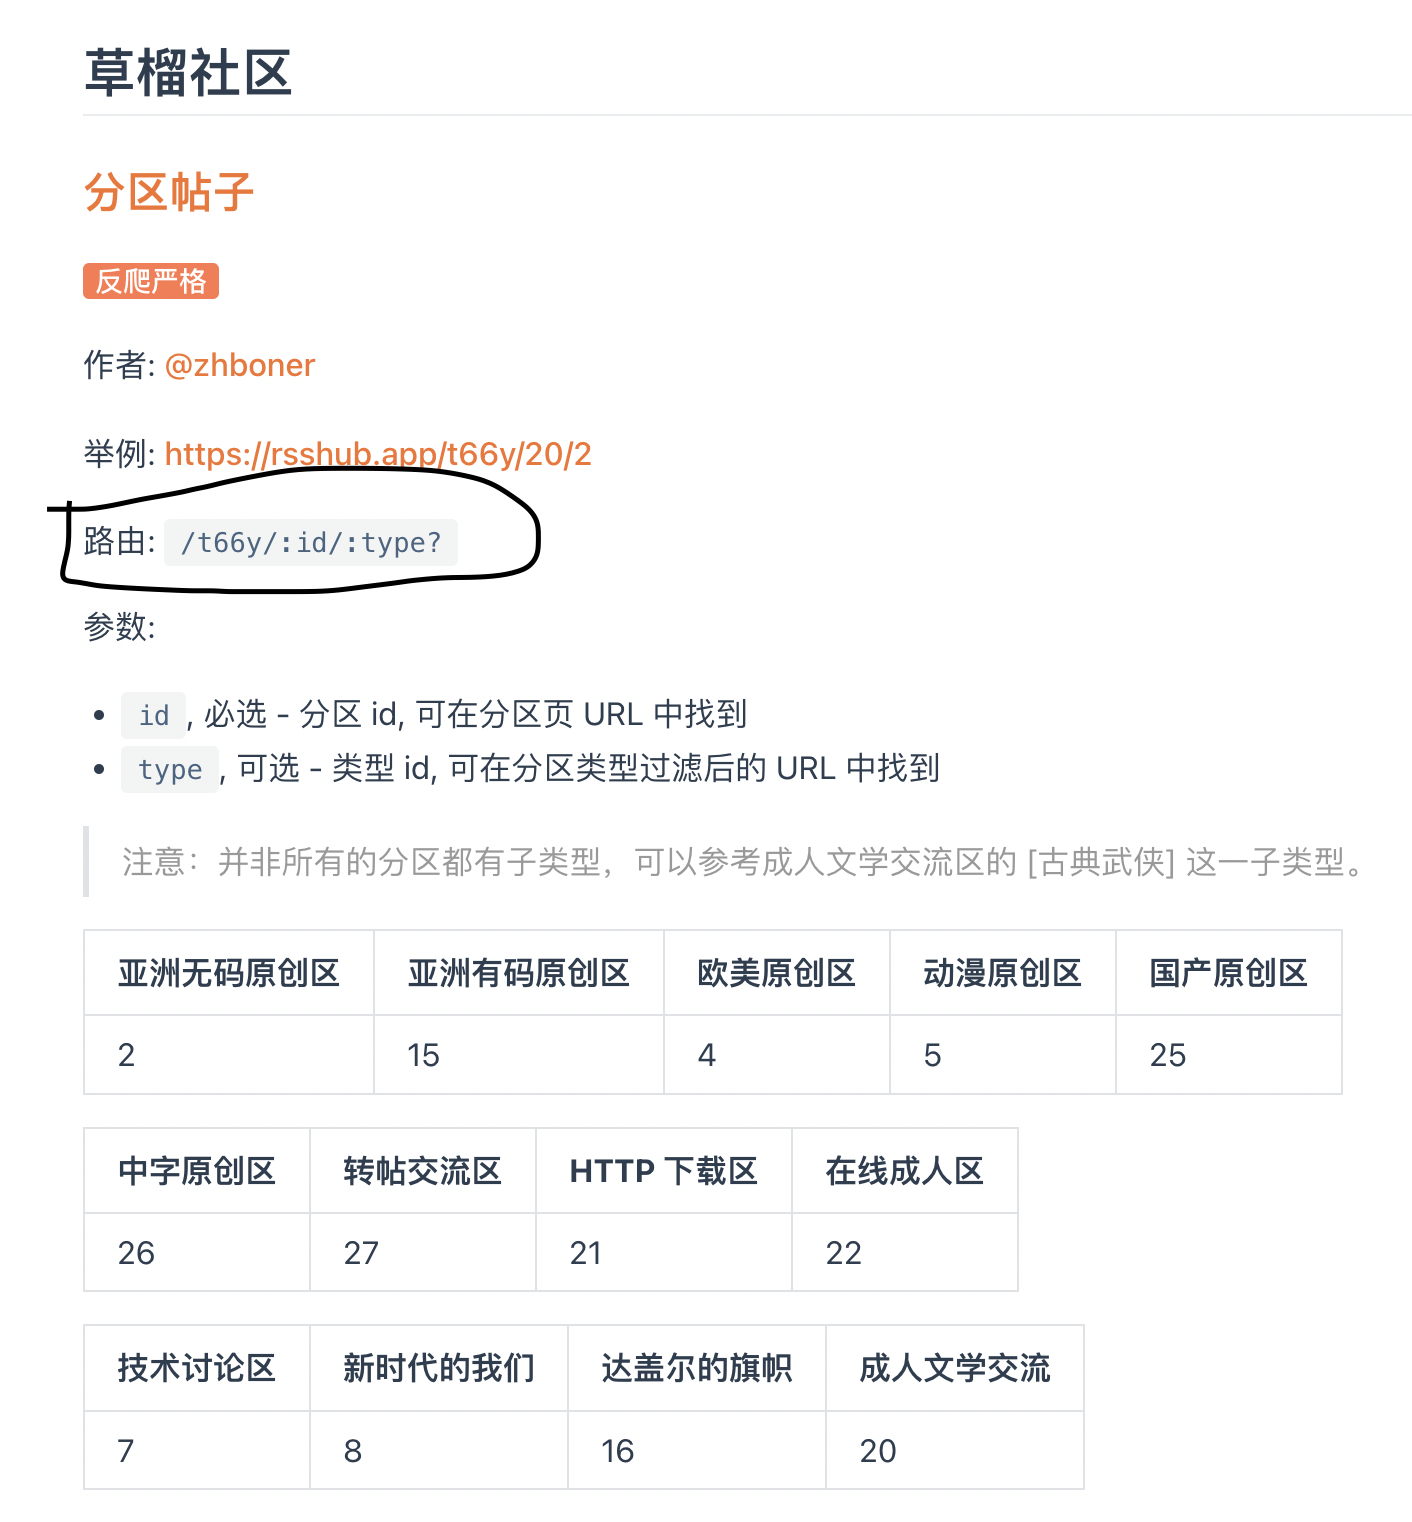 草榴社区
分区帖子
反爬严格
作者: @zhboner
举例: https://rsshub.app/t66y/20/2
路由: /t66y/:id/:type?
参数:
• id, 必选 - 分区 id, 可在分区页 URL 中找到
• type, 可选 - 类型 id, 可在分区类型过滤后的 URL 中找到
注意：并非所有的分区都有子类型，可以参考成人文学交流区的 [古典武侠] 这一子类型。
亚洲无码原创区 亚洲有码原创区 欧美原创区 动漫原创区 国产原创区
2 15 4 5 25
中字原创区 转帖交流区 HTTP 下载区 在线成人区
26 27 21 22
技术讨论区 新时代的我们 达盖尔的旗帜 成人文学交流
7 8 16 20